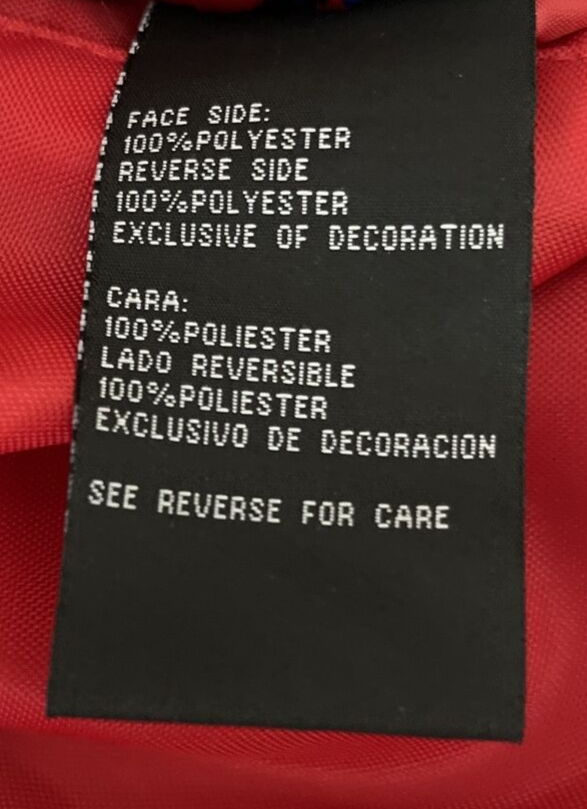 FACE SIDE:
100%POLYESTER
REVERSE SIDE
100%POLYESTER
EXCLUSIVE OF DECORATION
CARA:
100%POLIESTER
LADO REVERSIBLE
100%POLIESTER
EXCLUSIVO DE DECORACION
SEE REVERSE FOR CARE